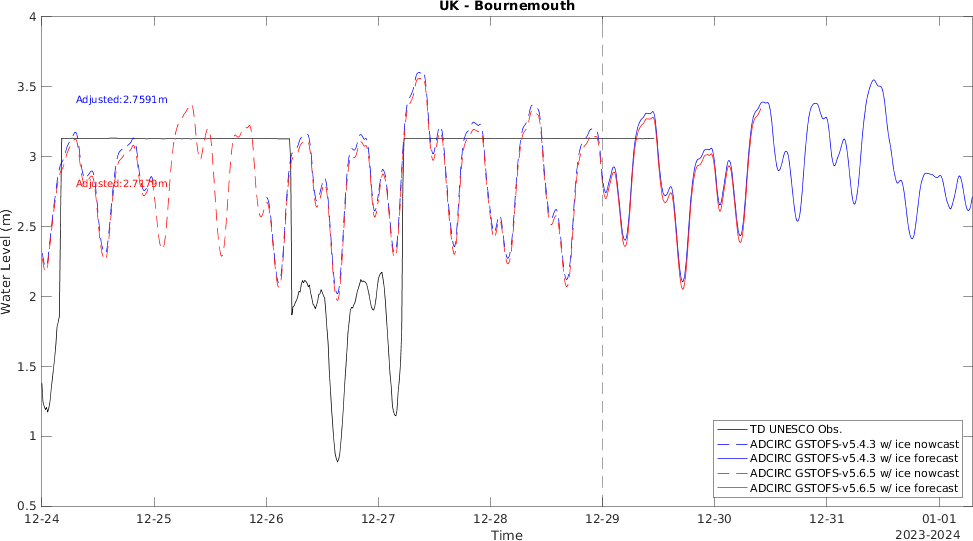 UK - Bournemouth
4
3.5
3
2.5
2
1.5
1
0.5
Water Level (m)
Adjusted:2.7591m
Adjusted:2.7179m
TD UNESCO Obs.
ADCIRC GSTOFS-v5.4.3 w/ ice nowcast
ADCIRC GSTOFS-v5.4.3 w/ ice forecast
ADCIRC GSTOFS-v5.6.5 w/ ice nowcast
ADCIRC GSTOFS-v5.6.5 w/ ice forecast
12-24 12-25 12-26 12-27 12-28 12-29 12-30 12-31 01-01
Time
2023-2024